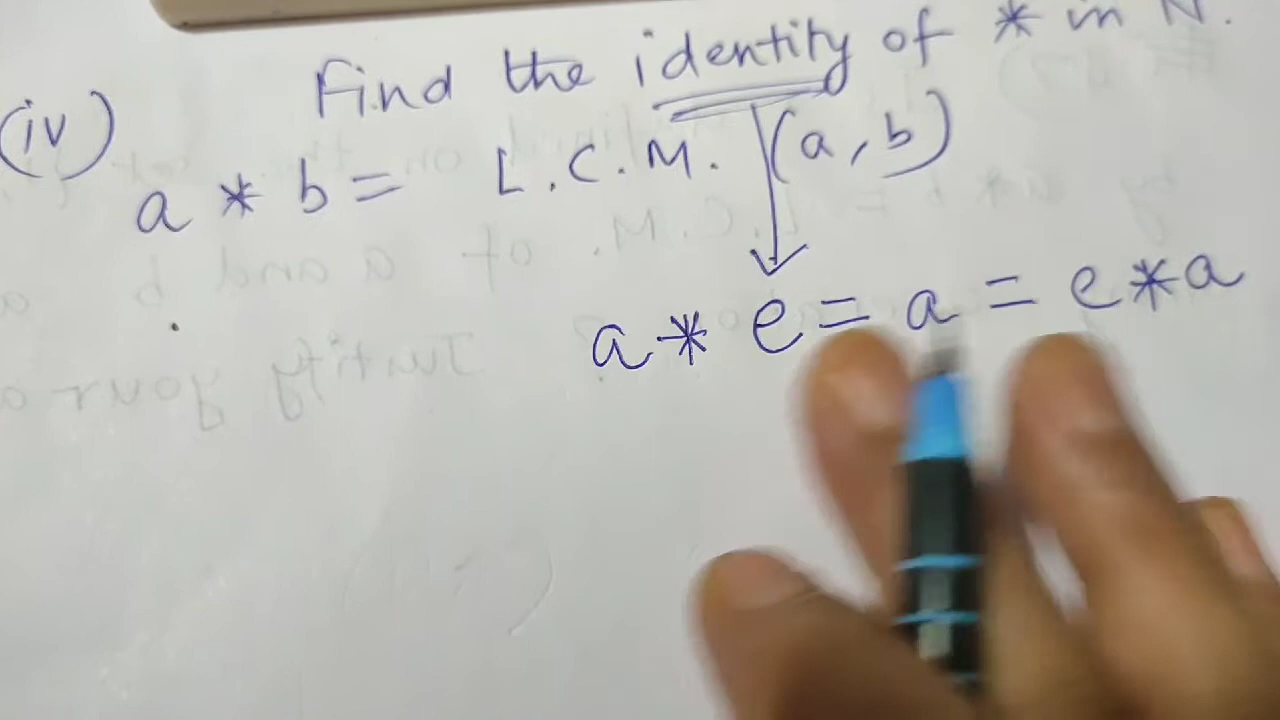 Find the identity of * in N.
(iv) a * b = L.C.M. (a, b)
a * e = a = e * a